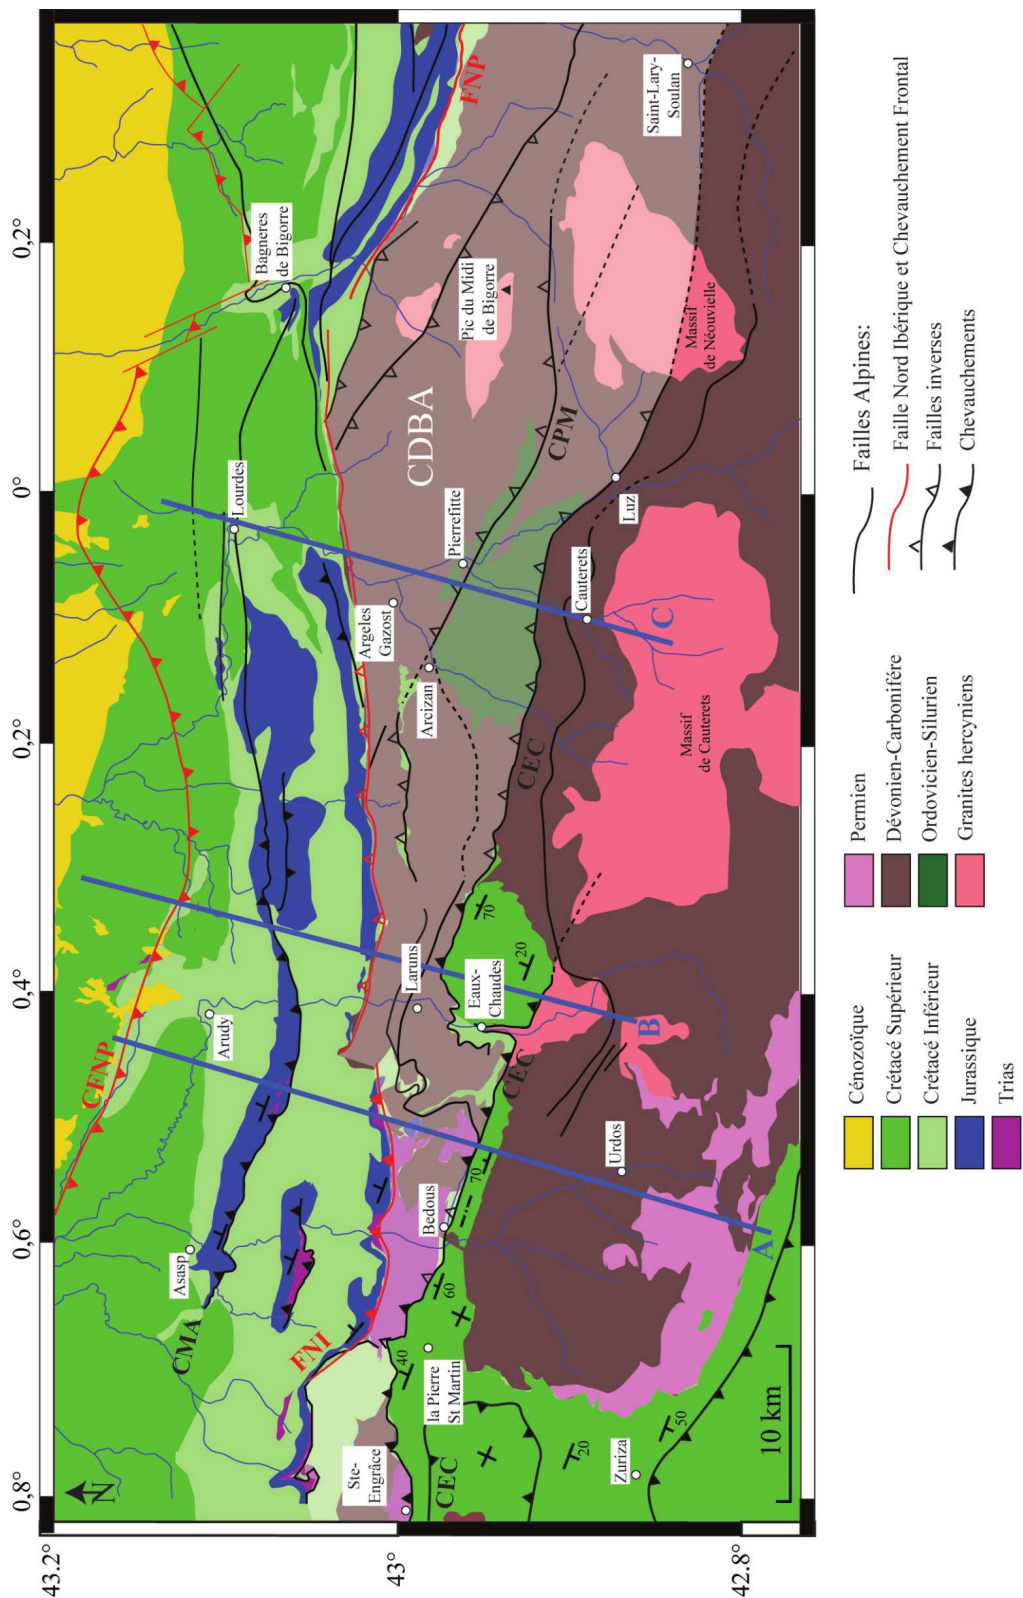 43.2°
43°
42.8°
0,8°
0,6°
0,4°
0,2°
0°
0,2°
N
10 km
CMA
Asasp
Arudy
GFNP
Lourdes
Bagneres
de Bigorre
FNP
FNI
Ste-
Engrâce
CEC
la Pierre
St Martin
40
60
70
Bedous
Zuriza
20
50
A
Urdos
CEC
Laruns
Eaux-
Chaudes
70
20
B
CEC
Argeles
Gazost
Arcizan
Pierrefitte
CDBA
CPM
Cauterets
C
Luz
Massif
de Cauterets
Pic du Midi
de Bigorre
Massif
de Néouvielle
Saint-Lary-
Soulan
Cénozoïque
Crétacé Supérieur
Crétacé Inférieur
Jurassique
Trias
Permien
Dévonien-Carbonifére
Ordovicien-Silurien
Granites hercyniens
Failles Alpines:
Faille Nord Ibérique et Chevauchement Frontal
Failles inverses
Chevauchements